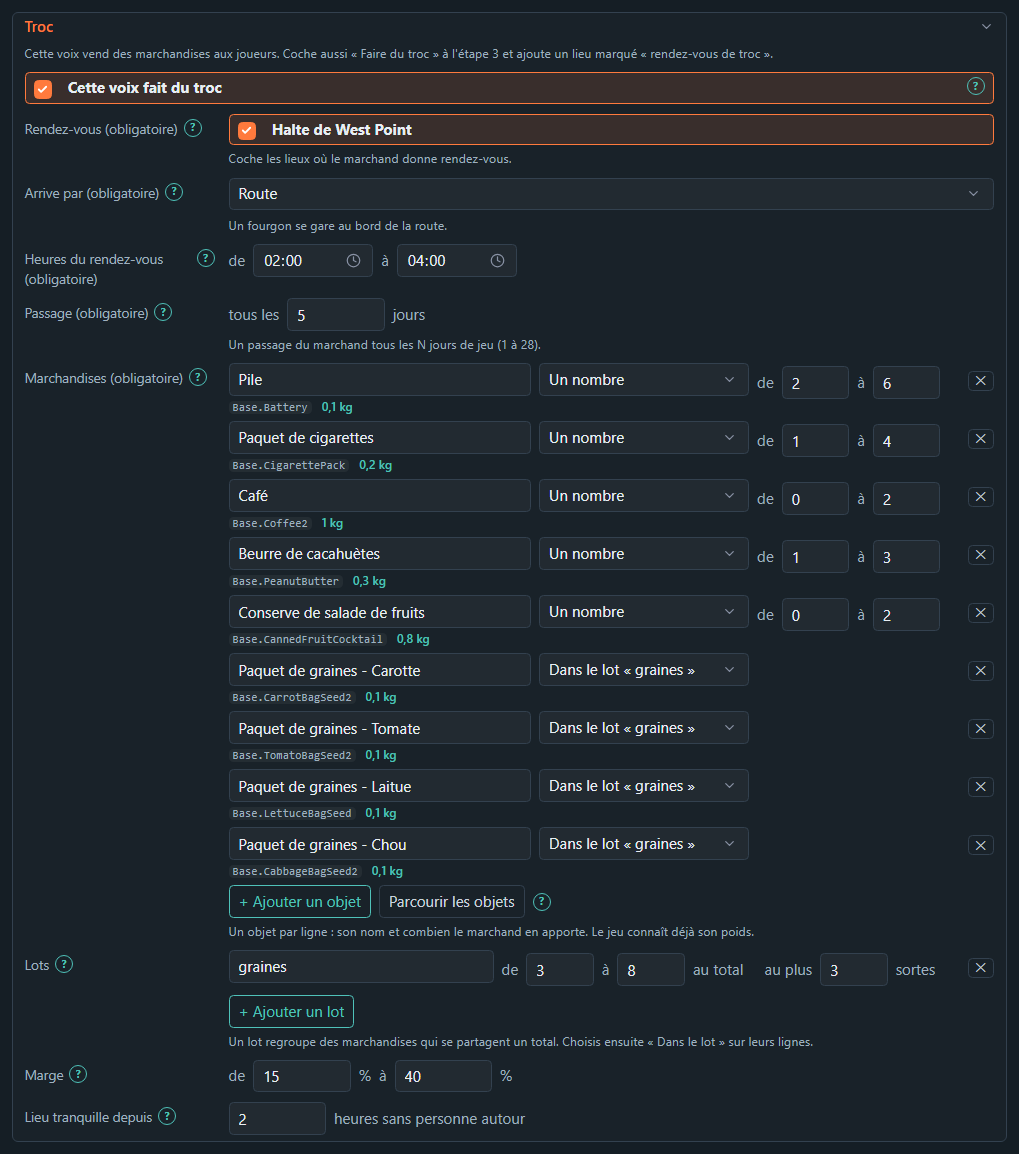 Troc
Cette voix vend des marchandises aux joueurs. Coche aussi « Faire du troc » à l'étape 3 et ajoute un lieu marqué « rendez-vous de troc ».
Cette voix fait du troc ?
Rendez-vous (obligatoire) ? Halte de West Point
Coche les lieux où le marchand donne rendez-vous.
Arrive par (obligatoire) ? Route
Un fourgon se gare au bord de la route.
Heures du rendez-vous (obligatoire) ? de 02:00 à 04:00
Passage (obligatoire) ? tous les 5 jours
Un passage du marchand tous les N jours de jeu (1 à 28).
Marchandises (obligatoire) ? Pile Un nombre de 2 à 6
Base.Battery 0,1 kg
Paquet de cigarettes Un nombre de 1 à 4
Base.CigarettePack 0,2 kg
Café Un nombre de 0 à 2
Base.Coffee2 1 kg
Beurre de cacahuètes Un nombre de 1 à 3
Base.PeanutButter 0,3 kg
Conserve de salade de fruits Un nombre de 0 à 2
Base.CannedFruitCocktail 0,8 kg
Paquet de graines - Carotte Dans le lot « graines »
Base.CarrotBagSeed2 0,1 kg
Paquet de graines - Tomate Dans le lot « graines »
Base.TomatoBagSeed2 0,1 kg
Paquet de graines - Laitue Dans le lot « graines »
Base.LettuceBagSeed 0,1 kg
Paquet de graines - Chou Dans le lot « graines »
Base.CabbageBagSeed2 0,1 kg
+ Ajouter un objet Parcourir les objets ?
Un objet par ligne : son nom et combien le marchand en apporte. Le jeu connaît déjà son poids.
Lots ? graines de 3 à 8 au total au plus 3 sortes
+ Ajouter un lot
Un lot regroupe des marchandises qui se partagent un total. Choisis ensuite « Dans le lot » sur leurs lignes.
Marge ? de 15 % à 40 %
Lieu tranquille depuis ? 2 heures sans personne autour